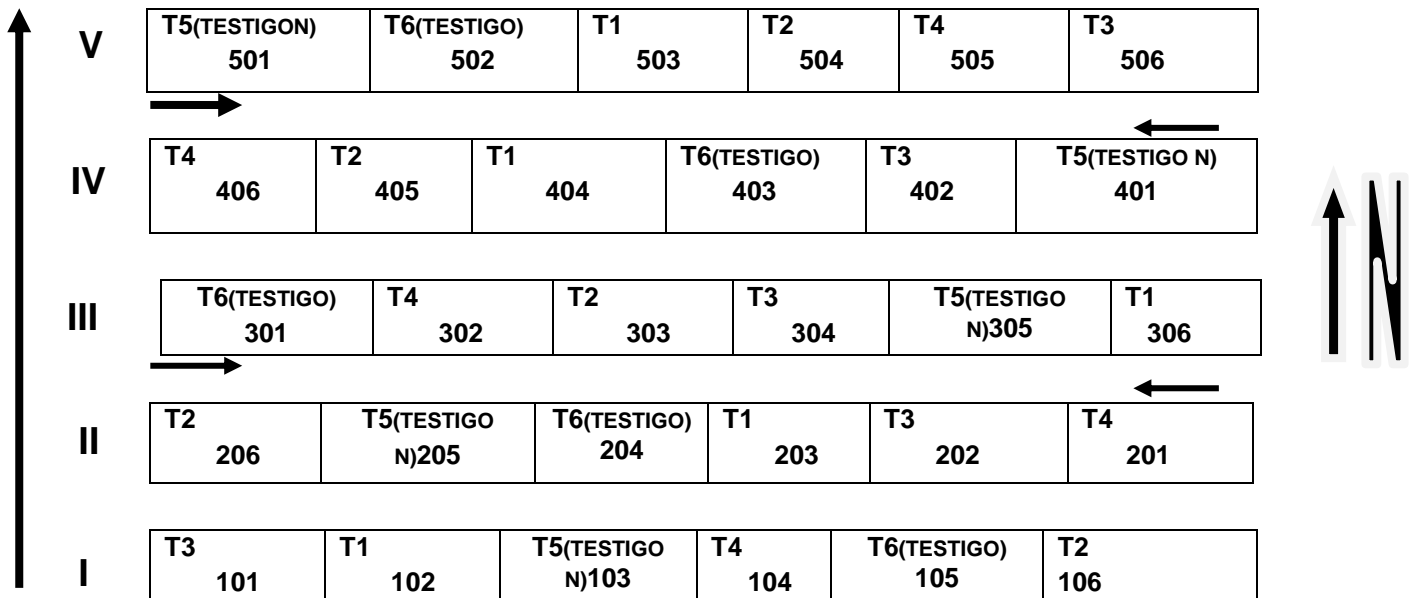 V
T5(TESTIGON) T6(TESTIGO) T1 T2 T4 T3
501 502 503 504 505 506
IV
T4 T2 T1 T6(TESTIGO) T3 T5(TESTIGO N)
406 405 404 403 402 401
N
III
T6(TESTIGO) T4 T2 T3 T5(TESTIGO T1
301 302 303 304 N)305 306
II
T2 T5(TESTIGO T6(TESTIGO) T1 T3 T4
206 N)205 204 203 202 201
I
T3 T1 T5(TESTIGO T4 T6(TESTIGO) T2
101 102 N)103 104 105 106